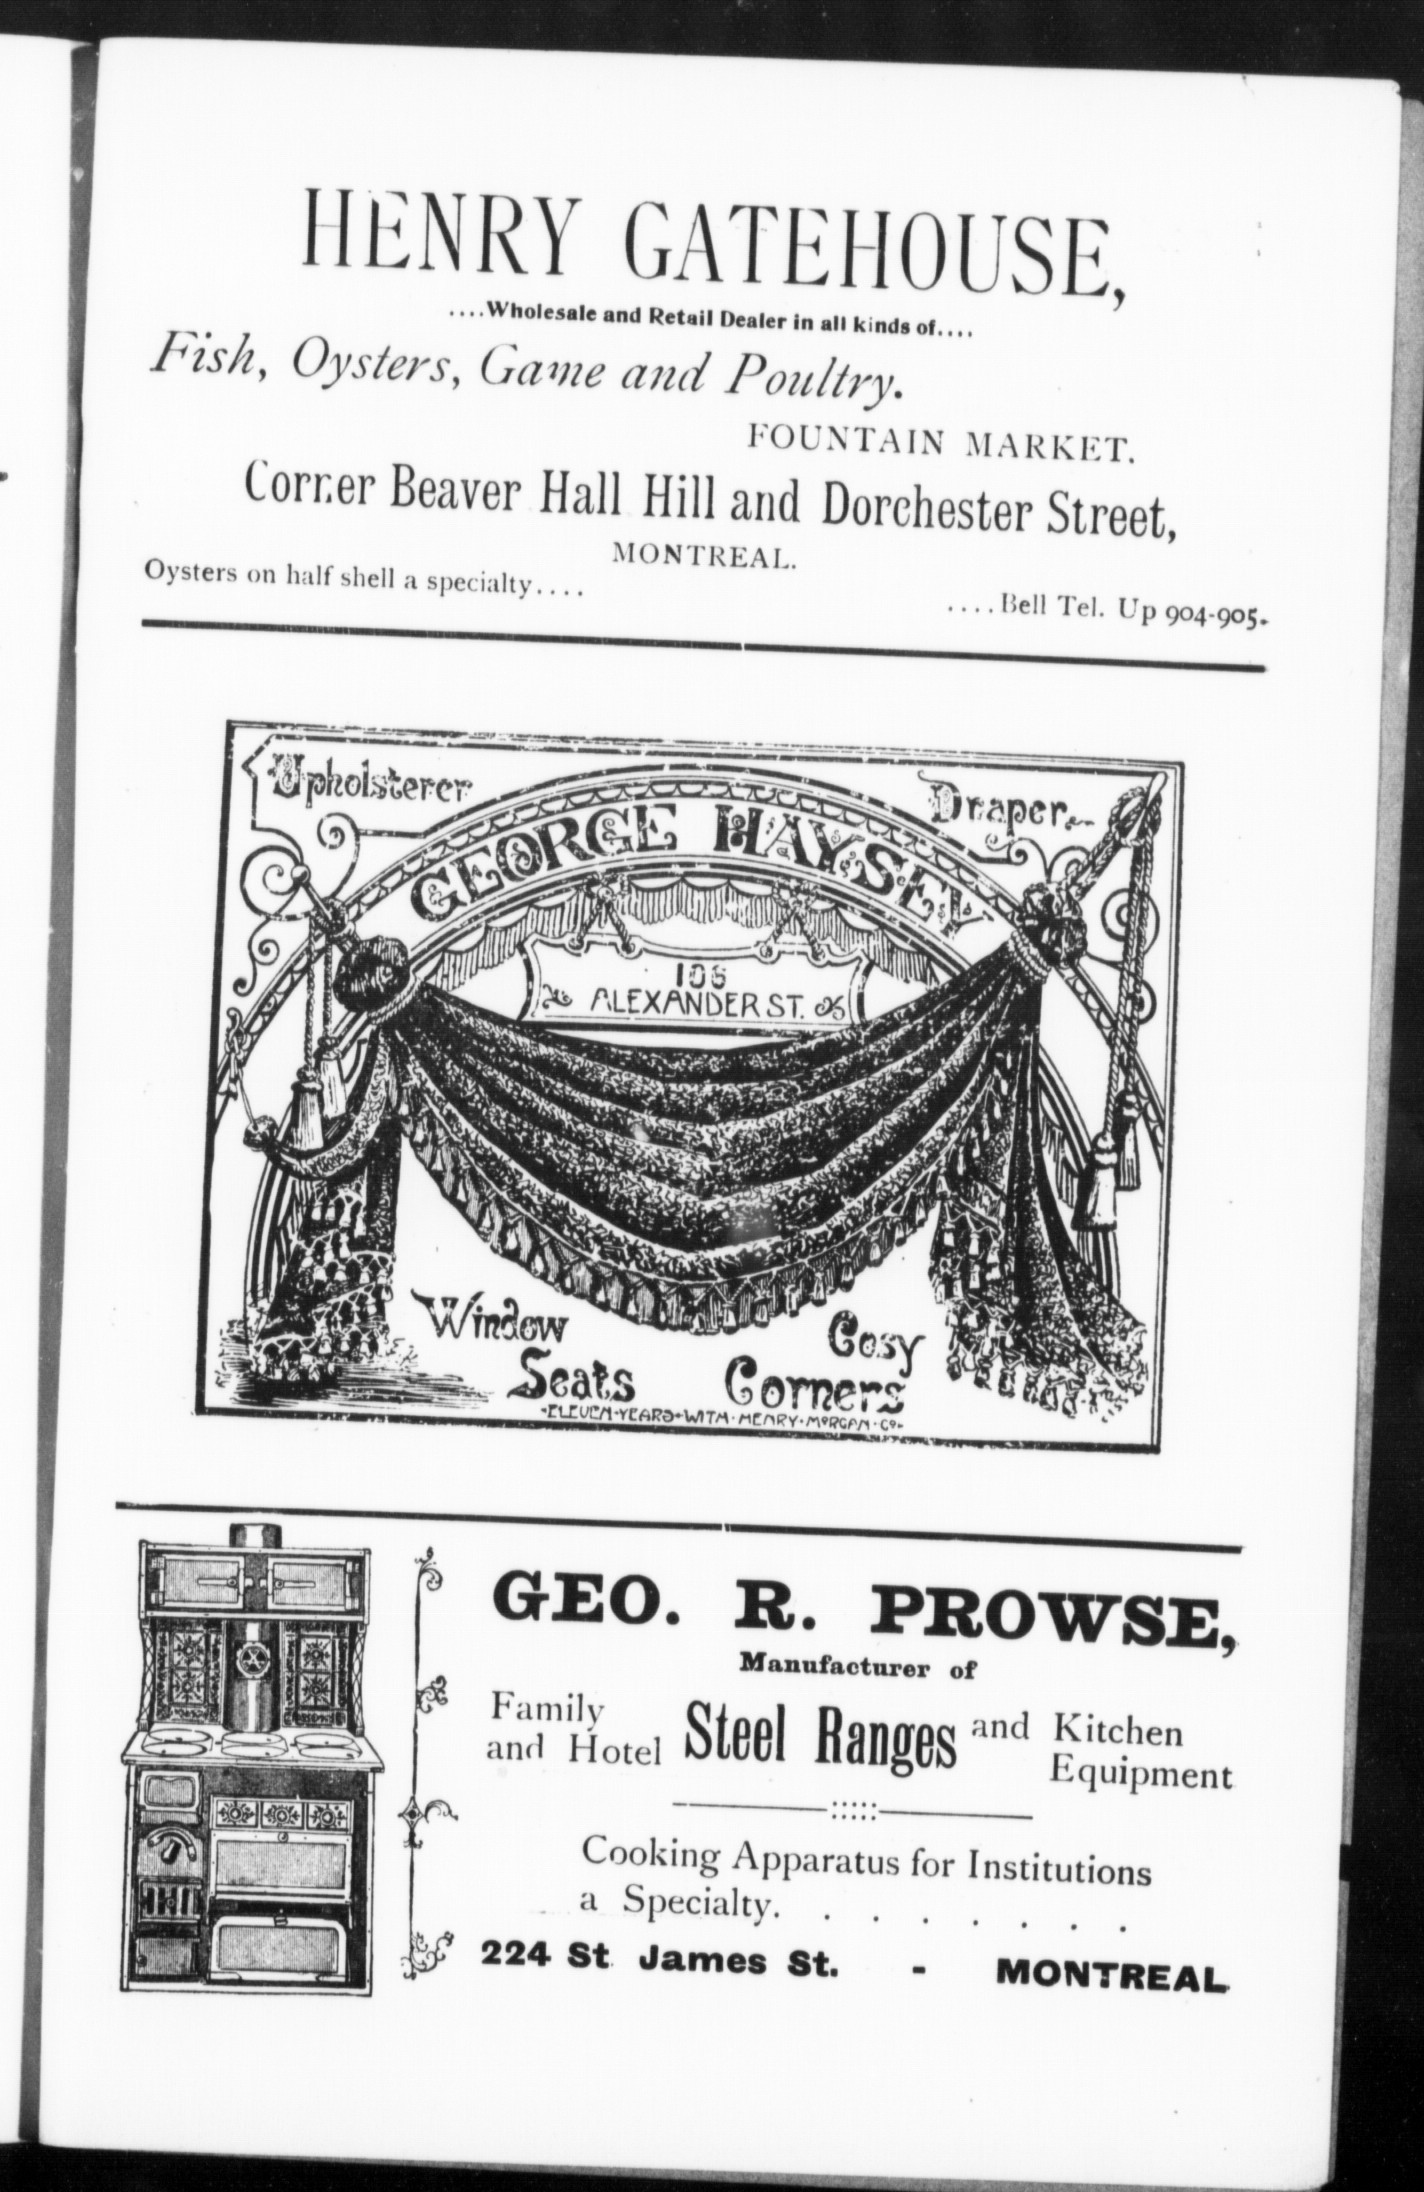 HENRY GATEHOUSE,
....Wholesale and Retail Dealer in all kinds of....
Fish, Oysters, Game and Poultry.
FOUNTAIN MARKET.
Corner Beaver Hall Hill and Dorchester Street,
MONTREAL.
Oysters on half shell a specialty....
....Bell Tel. Up 904-905.
Upholsterer
Draper
GEORGE HAYSEY
106
ALEXANDER ST.
Window
Seats
Cosy
Corners
·ELEVEN·YEARS·WITH·HENRY·MORGAN·Co·
GEO. R. PROWSE,
Manufacturer of
Family
and Hotel Steel Ranges and Kitchen
Equipment
Cooking Apparatus for Institutions
a Specialty. . . . . . . .
224 St James St. - MONTREAL